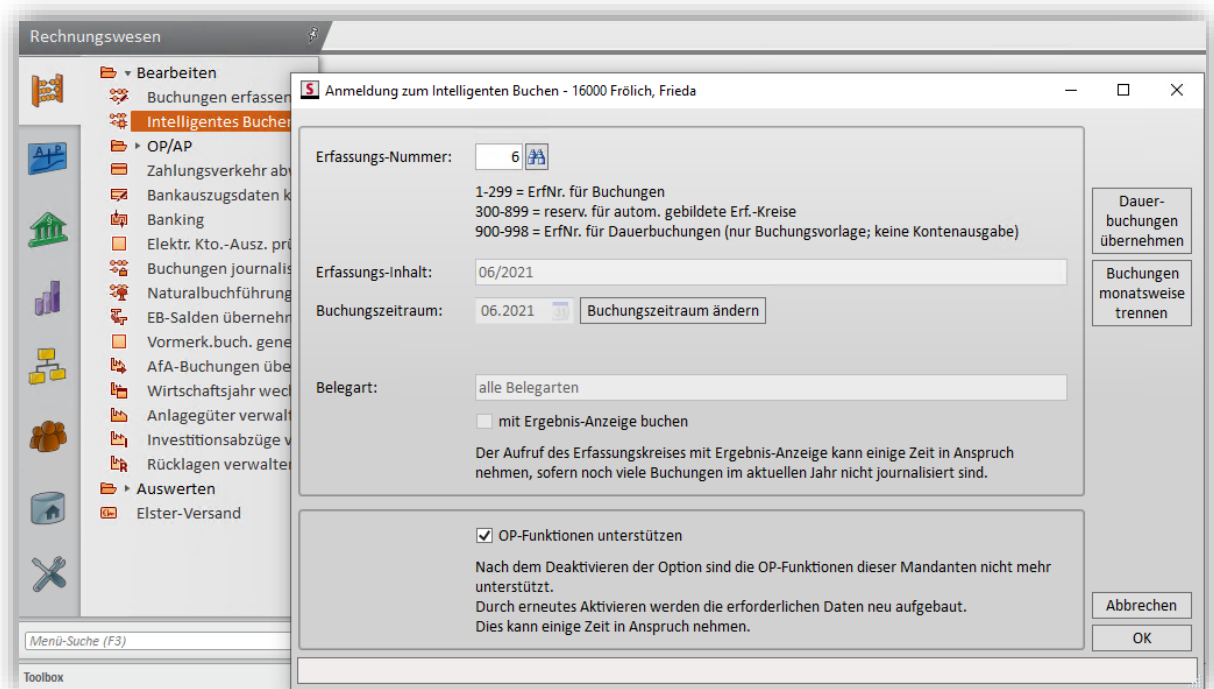 Rechnungswesen
Bearbeiten
Buchungen erfassen
Intelligentes Buchen
OP/AP
Zahlungsverkehr abw
Bankauszugsdaten k
Banking
Elektr. Kto.-Ausz. prü
Buchungen journalis
Naturalbuchführung
EB-Salden übernehm
Vormerk.buch. gene
AfA-Buchungen übe
Wirtschaftsjahr wech
Anlagegüter verwalt
Investitionsabzüge v
Rücklagen verwalten
Auswerten
Elster-Versand
Menü-Suche (F3)
Toolbox
S Anmeldung zum Intelligenten Buchen - 16000 Frölich, Frieda
Erfassungs-Nummer: 6
1-299 = ErfNr. für Buchungen
300-899 = reserv. für autom. gebildete Erf.-Kreise
900-998 = ErfNr. für Dauerbuchungen (nur Buchungsvorlage; keine Kontenausgabe)
Erfassungs-Inhalt: 06/2021
Buchungszeitraum: 06.2021 31 Buchungszeitraum ändern
Belegart: alle Belegarten
mit Ergebnis-Anzeige buchen
Der Aufruf des Erfassungskreises mit Ergebnis-Anzeige kann einige Zeit in Anspruch
nehmen, sofern noch viele Buchungen im aktuellen Jahr nicht journalisiert sind.
OP-Funktionen unterstützen
Nach dem Deaktivieren der Option sind die OP-Funktionen dieser Mandanten nicht mehr
unterstützt.
Durch erneutes Aktivieren werden die erforderlichen Daten neu aufgebaut.
Dies kann einige Zeit in Anspruch nehmen.
Dauer-
buchungen
übernehmen
Buchungen
monatsweise
trennen
Abbrechen
OK